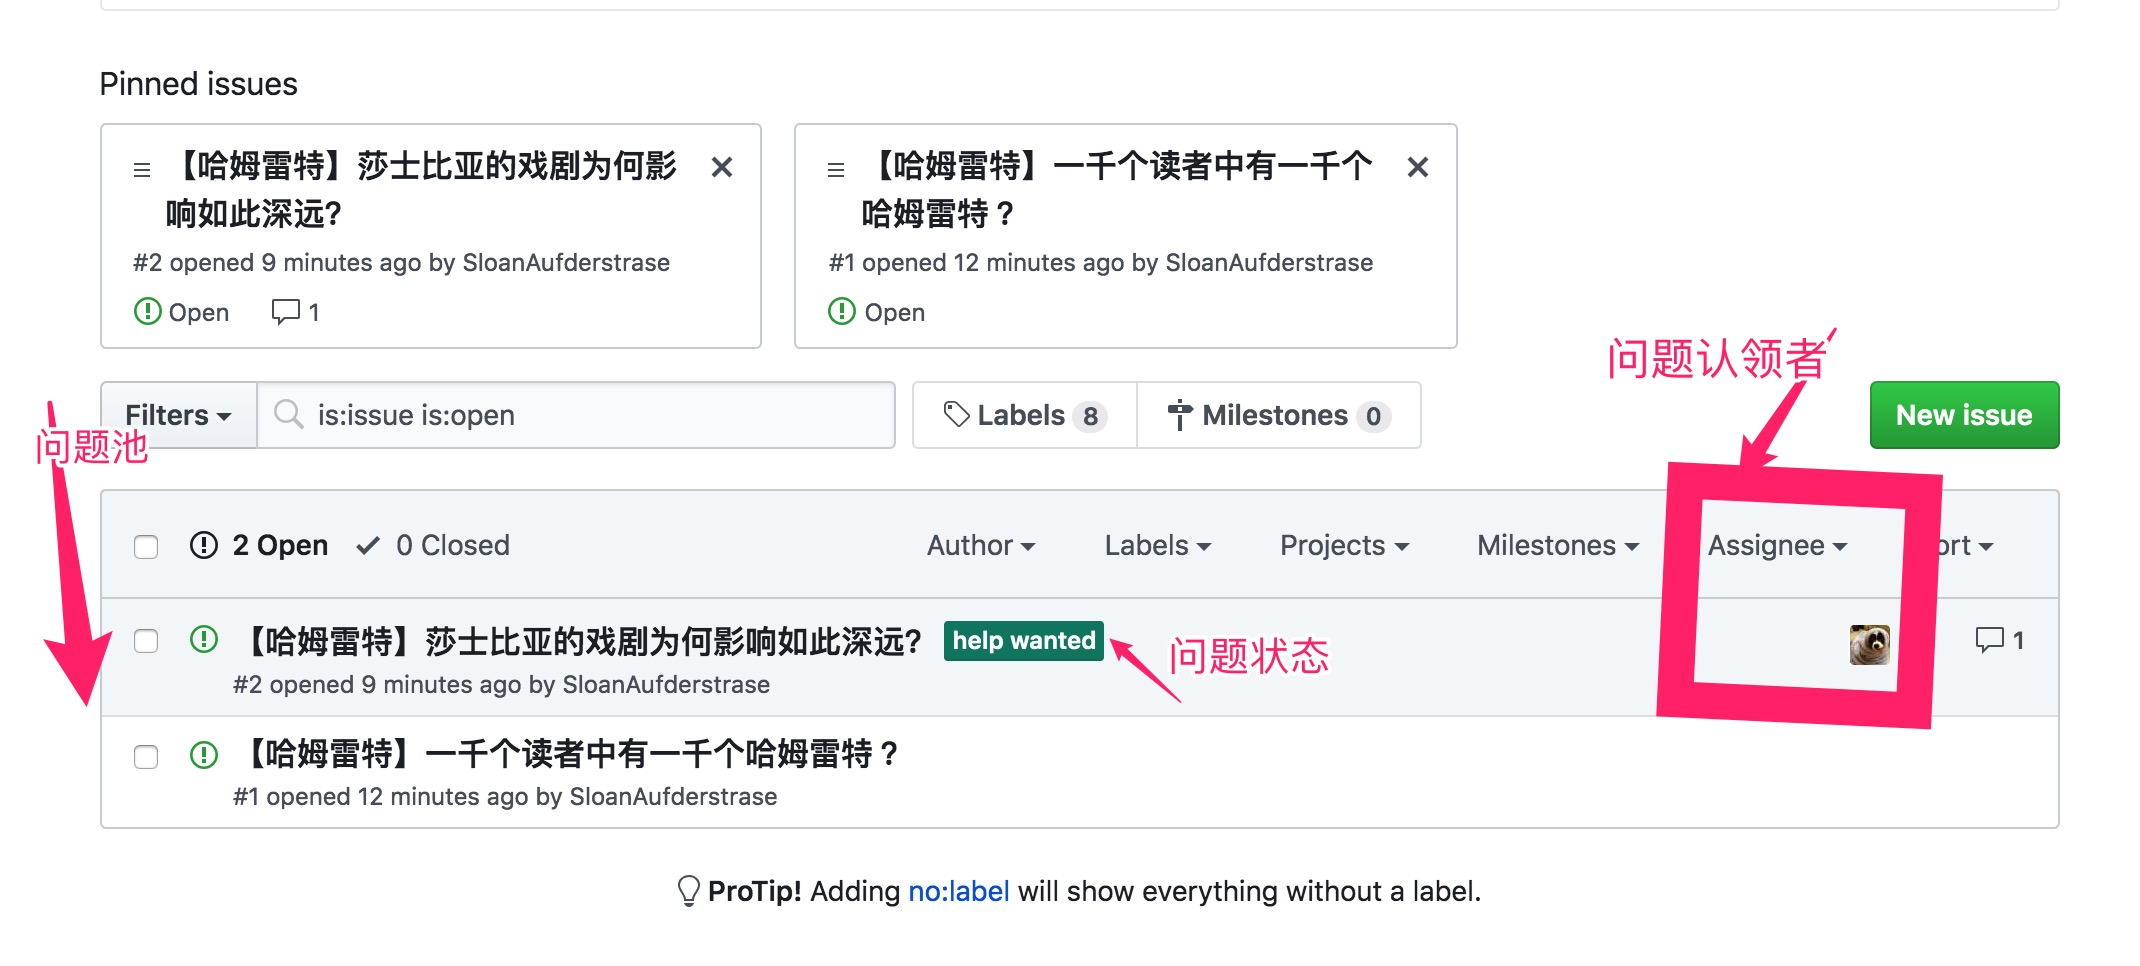 Pinned issues
【哈姆雷特】莎士比亚的戏剧为何影
响如此深远?
#2 opened 9 minutes ago by SloanAufderstrase
Open 1
【哈姆雷特】一千个读者中有一千个
哈姆雷特？
#1 opened 12 minutes ago by SloanAufderstrase
Open
问题认领者
Filters
is:issue is:open
Labels 8
Milestones 0
New issue
问题池
2 Open
0 Closed
Author
Labels
Projects
Milestones
Assignee
ort
【哈姆雷特】莎士比亚的戏剧为何影响如此深远?
help wanted
问题状态
1
#2 opened 9 minutes ago by SloanAufderstrase
【哈姆雷特】一千个读者中有一千个哈姆雷特？
#1 opened 12 minutes ago by SloanAufderstrase
ProTip! Adding no:label will show everything without a label.